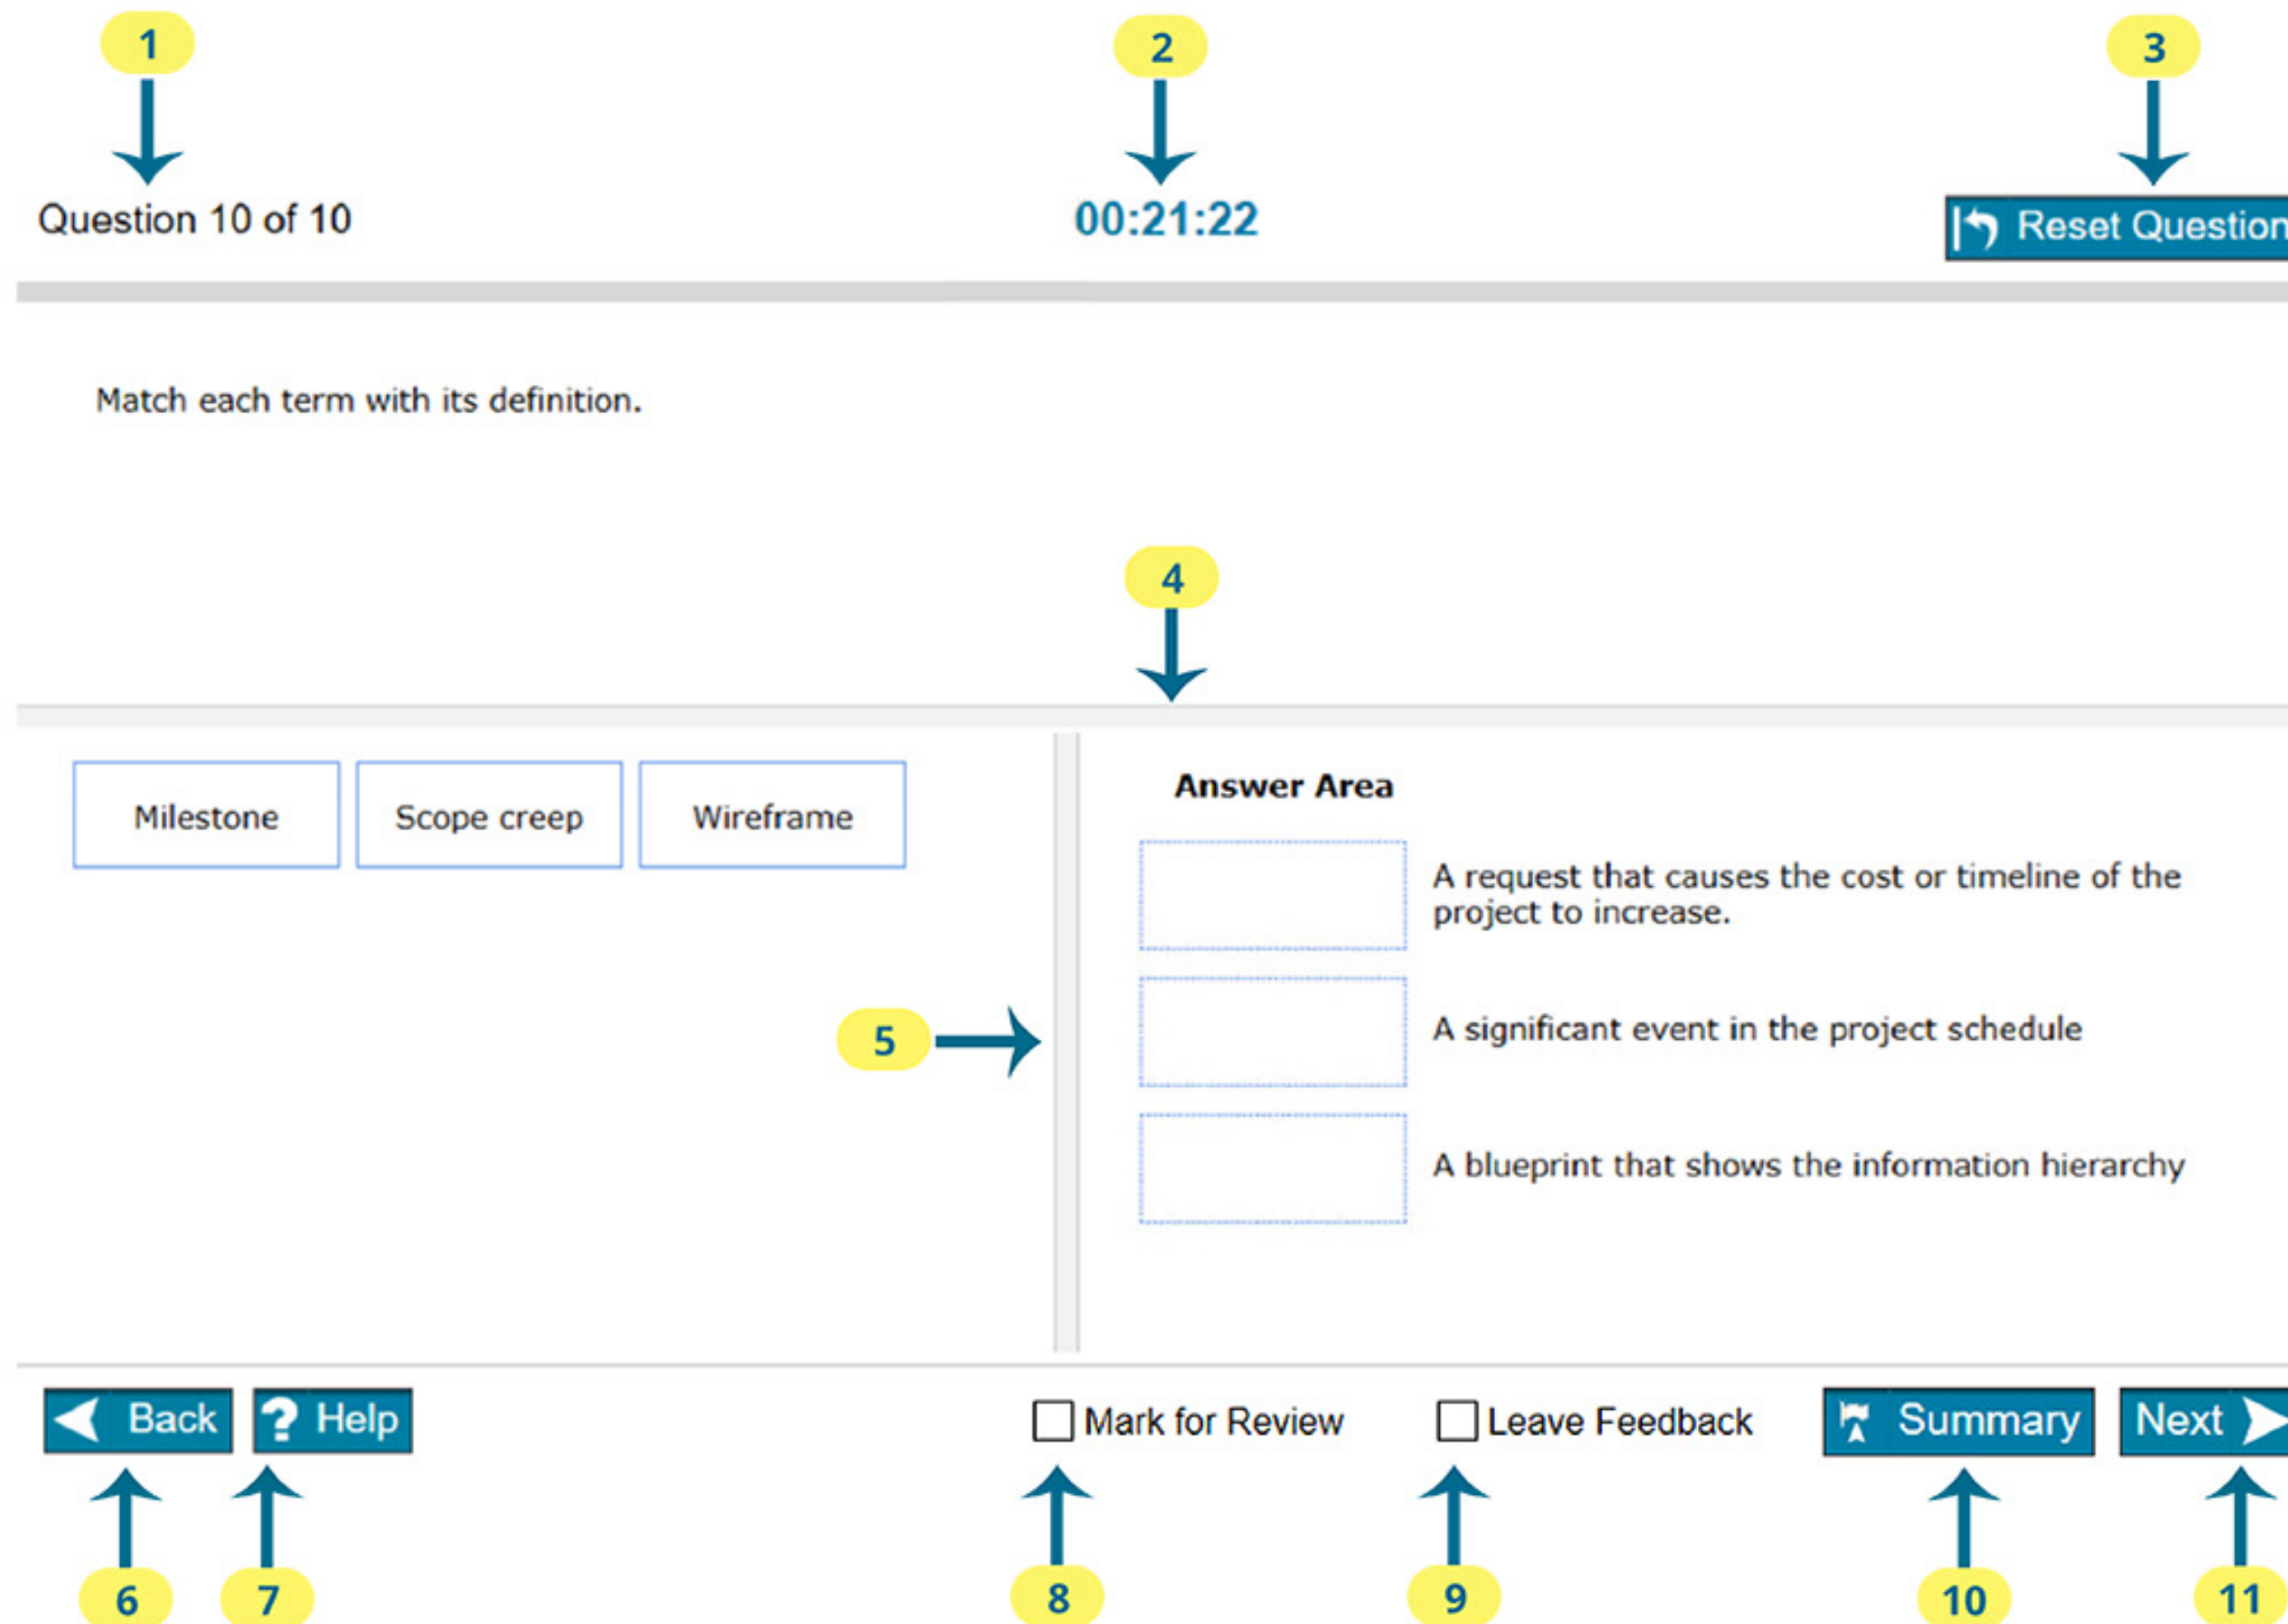 1
2
3
Question 10 of 10
00:21:22
Reset Question
Match each term with its definition.
4
Milestone
Scope creep
Wireframe
Answer Area
A request that causes the cost or timeline of the
project to increase.
5
A significant event in the project schedule
A blueprint that shows the information hierarchy
Back
Help
Mark for Review
Leave Feedback
Summary
Next
6
7
8
9
10
11